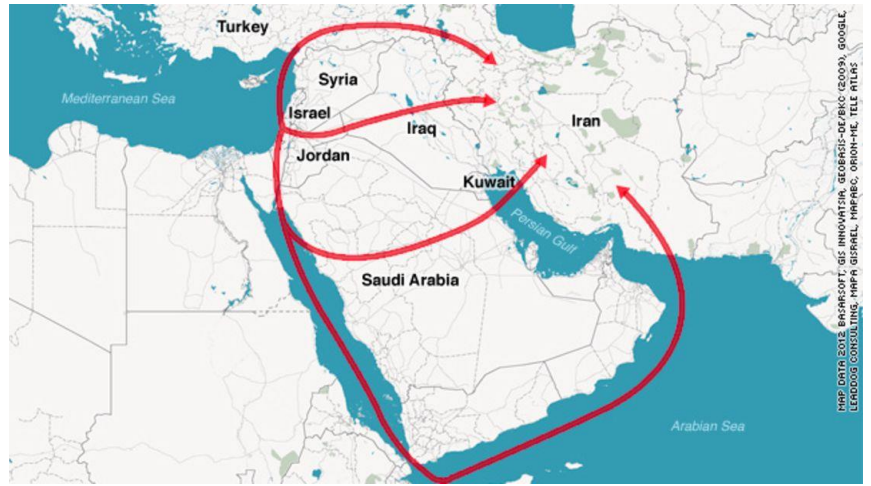 Turkey
Mediterranean Sea
Syria
Israel
Iraq
Iran
Jordan
Kuwait
Persian Gulf
Saudi Arabia
Arabian Sea
MAP DATA 2012 BASARSOFT, GIS INNOVATSIA, GEOBASIS-DE/BKG (2009), GOOGLE,
LEADDOG CONSULTING, MAPA GISRAEL, MAPABC, ORION-ME, TELE ATLAS